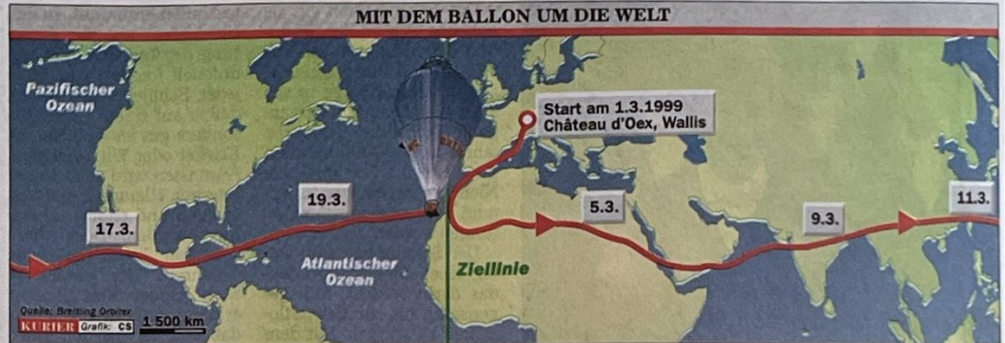 MIT DEM BALLON UM DIE WELT
Pazifischer
Ozean
Start am 1.3.1999
Château d'Oex, Wallis
17.3.
19.3.
5.3.
9.3.
11.3.
Atlantischer
Ozean
Ziellinie
Quelle: Breitling Orbiter
KURIER Grafik: CS
1 500 km